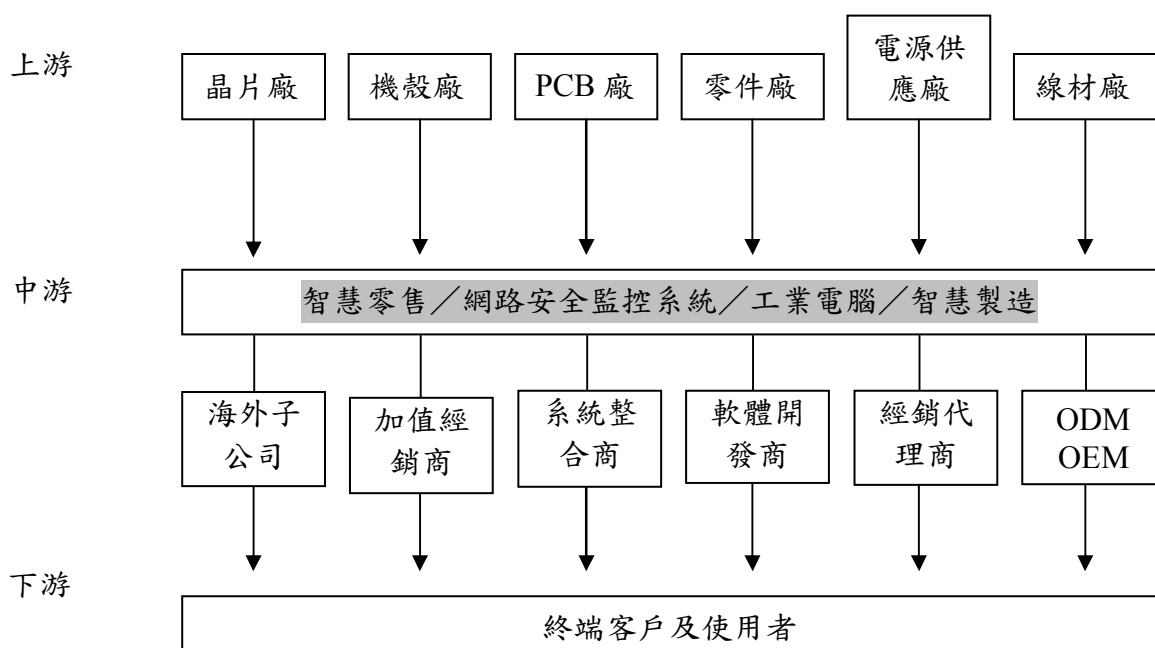 上游
晶片廠
機殼廠
PCB 廠
零件廠
電源供
應廠
線材廠
中游
智慧零售／網路安全監控系統／工業電腦／智慧製造
海外子
公司
加值經
銷商
系統整
合商
軟體開
發商
經銷代
理商
ODM
OEM
下游
終端客戶及使用者